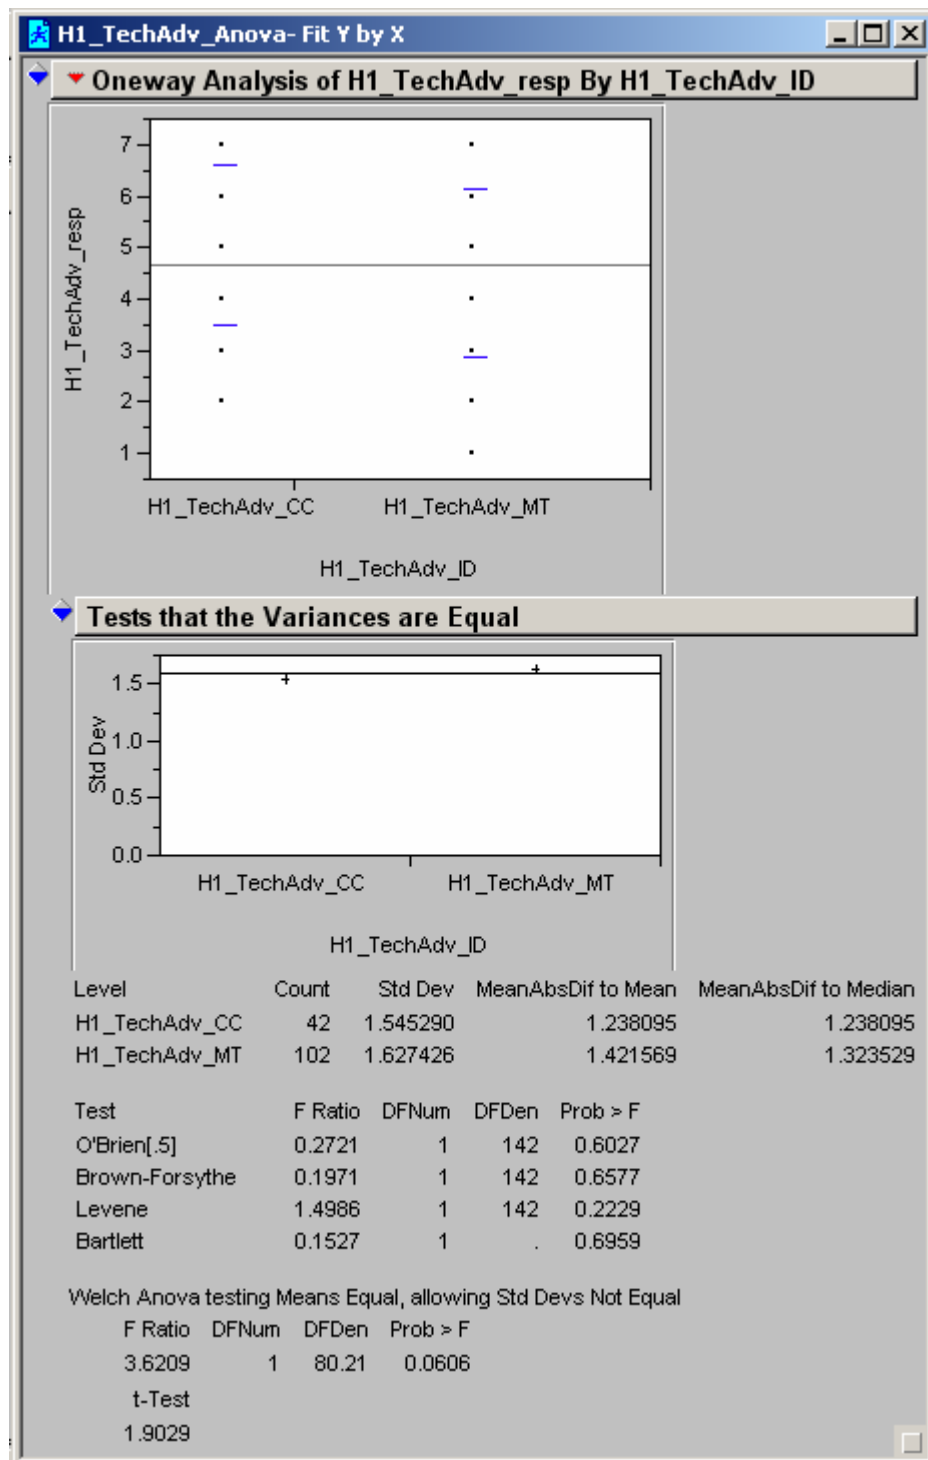 H1_TechAdv_Anova- Fit Y by X
Oneway Analysis of H1_TechAdv_resp By H1_TechAdv_ID
H1_TechAdv_resp
7
6
5
4
3
2
1
H1_TechAdv_CC H1_TechAdv_MT
H1_TechAdv_ID
Tests that the Variances are Equal
Std Dev
1.5
1.0
0.5
0.0
H1_TechAdv_CC H1_TechAdv_MT
H1_TechAdv_ID
Level Count Std Dev MeanAbsDif to Mean MeanAbsDif to Median
H1_TechAdv_CC 42 1.545290 1.238095 1.238095
H1_TechAdv_MT 102 1.627426 1.421569 1.323529
Test F Ratio DFNum DFDen Prob > F
O'Brien[.5] 0.2721 1 142 0.6027
Brown-Forsythe 0.1971 1 142 0.6577
Levene 1.4986 1 142 0.2229
Bartlett 0.1527 1 . 0.6959
Welch Anova testing Means Equal, allowing Std Devs Not Equal
F Ratio DFNum DFDen Prob > F
3.6209 1 80.21 0.0606
t-Test
1.9029